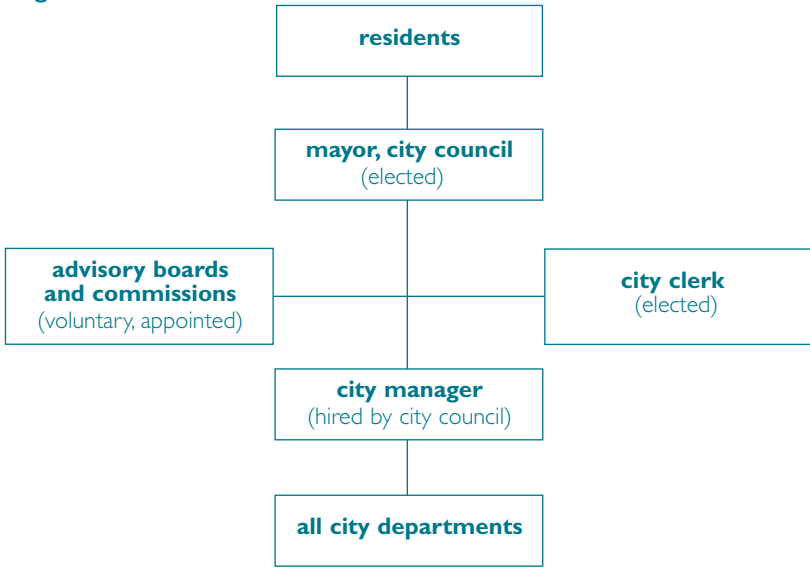 residents
mayor, city council
(elected)
advisory boards
and commissions
(voluntary, appointed)
city clerk
(elected)
city manager
(hired by city council)
all city departments